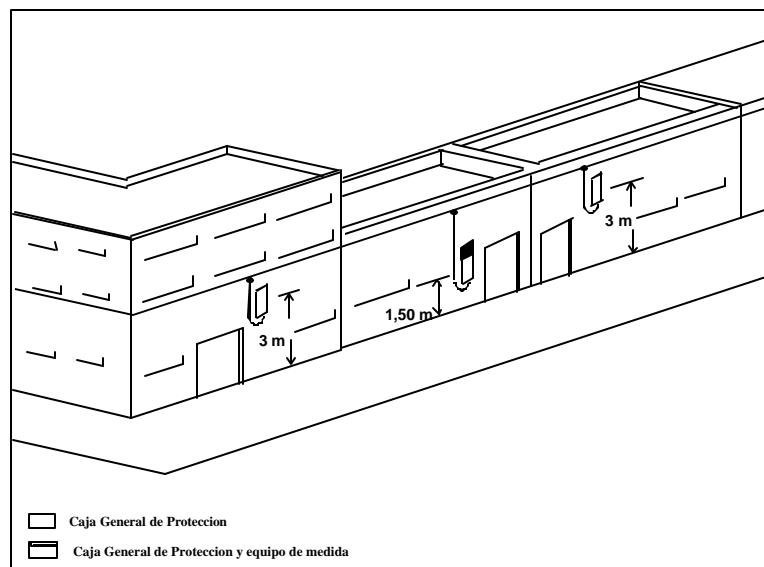 3 m
1,50 m
3 m
Caja General de Proteccion
Caja General de Proteccion y equipo de medida